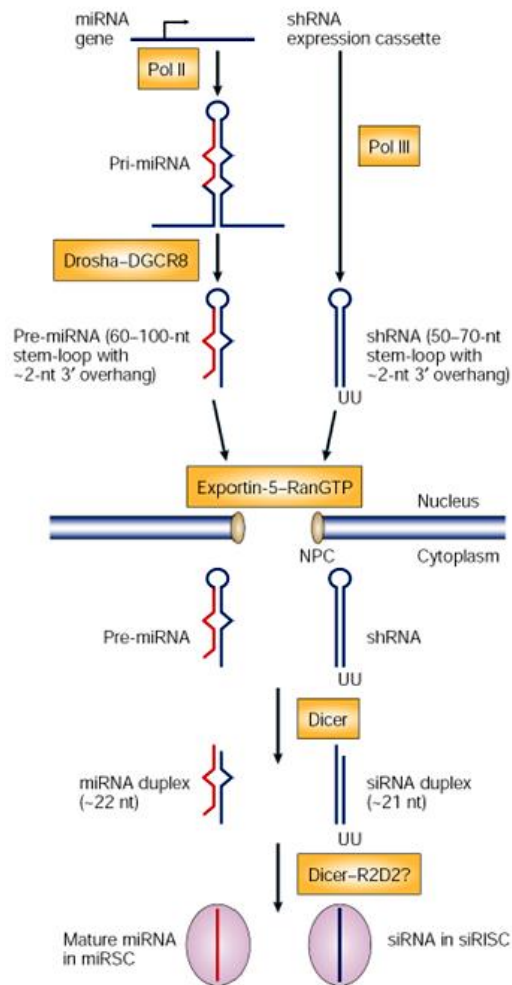 miRNA
gene
shRNA
expression cassette
Pol II
Pol III
Pri-miRNA
Drosha–DGCR8
Pre-miRNA (60–100-nt
stem-loop with
~2-nt 3′ overhang)
shRNA (50–70-nt
stem-loop with
~2-nt 3′ overhang)
UU
Exportin-5–RanGTP
Nucleus
NPC
Cytoplasm
Pre-miRNA
shRNA
UU
Dicer
miRNA duplex
(~22 nt)
siRNA duplex
(~21 nt)
UU
Dicer–R2D2?
Mature miRNA
in miRSC
siRNA in siRISC